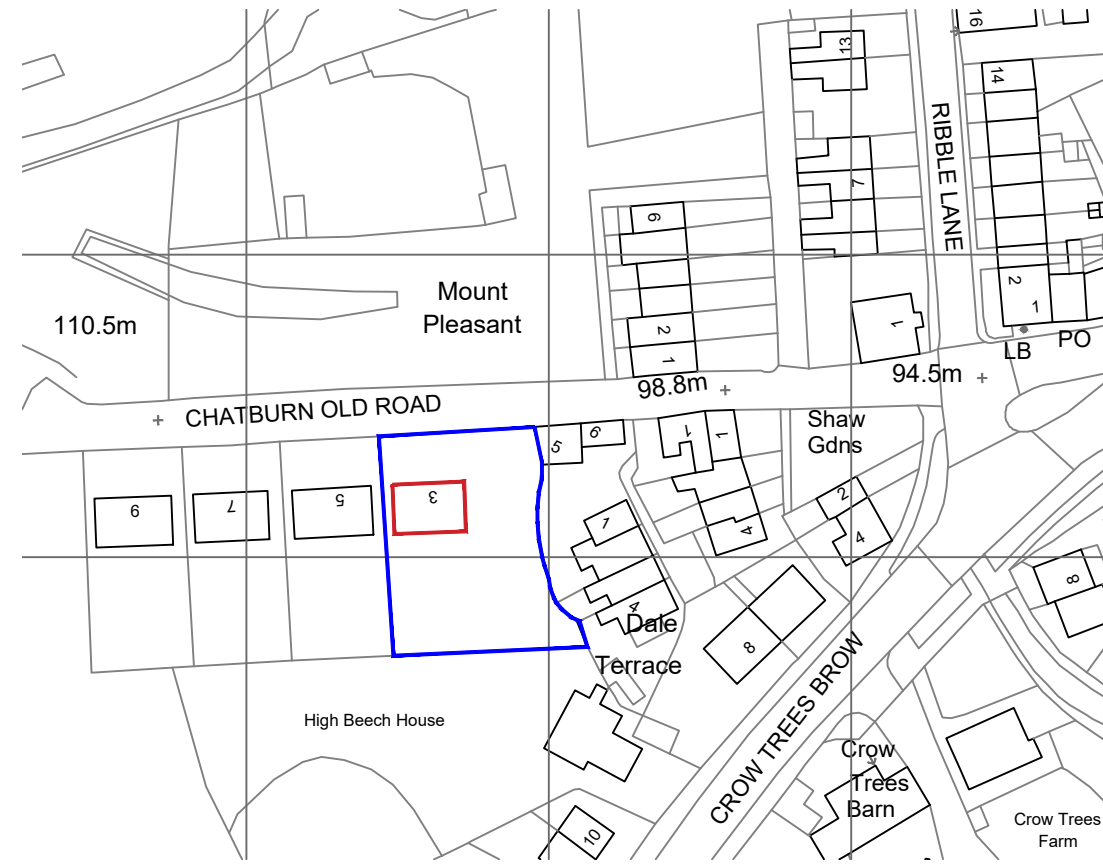 16
13
14
RIBBLE LANE
7
6
2
1
2
1
1
Mount
Pleasant
110.5m
LB
PO
98.8m
94.5m
CHATBURN OLD ROAD
Shaw
Gdns
5
6
1
1
9
7
5
3
2
4
1
4
4
8
8
Dale
Terrace
CROW TREES BROW
High Beech House
Crow
Trees
Barn
10
Crow Trees
Farm